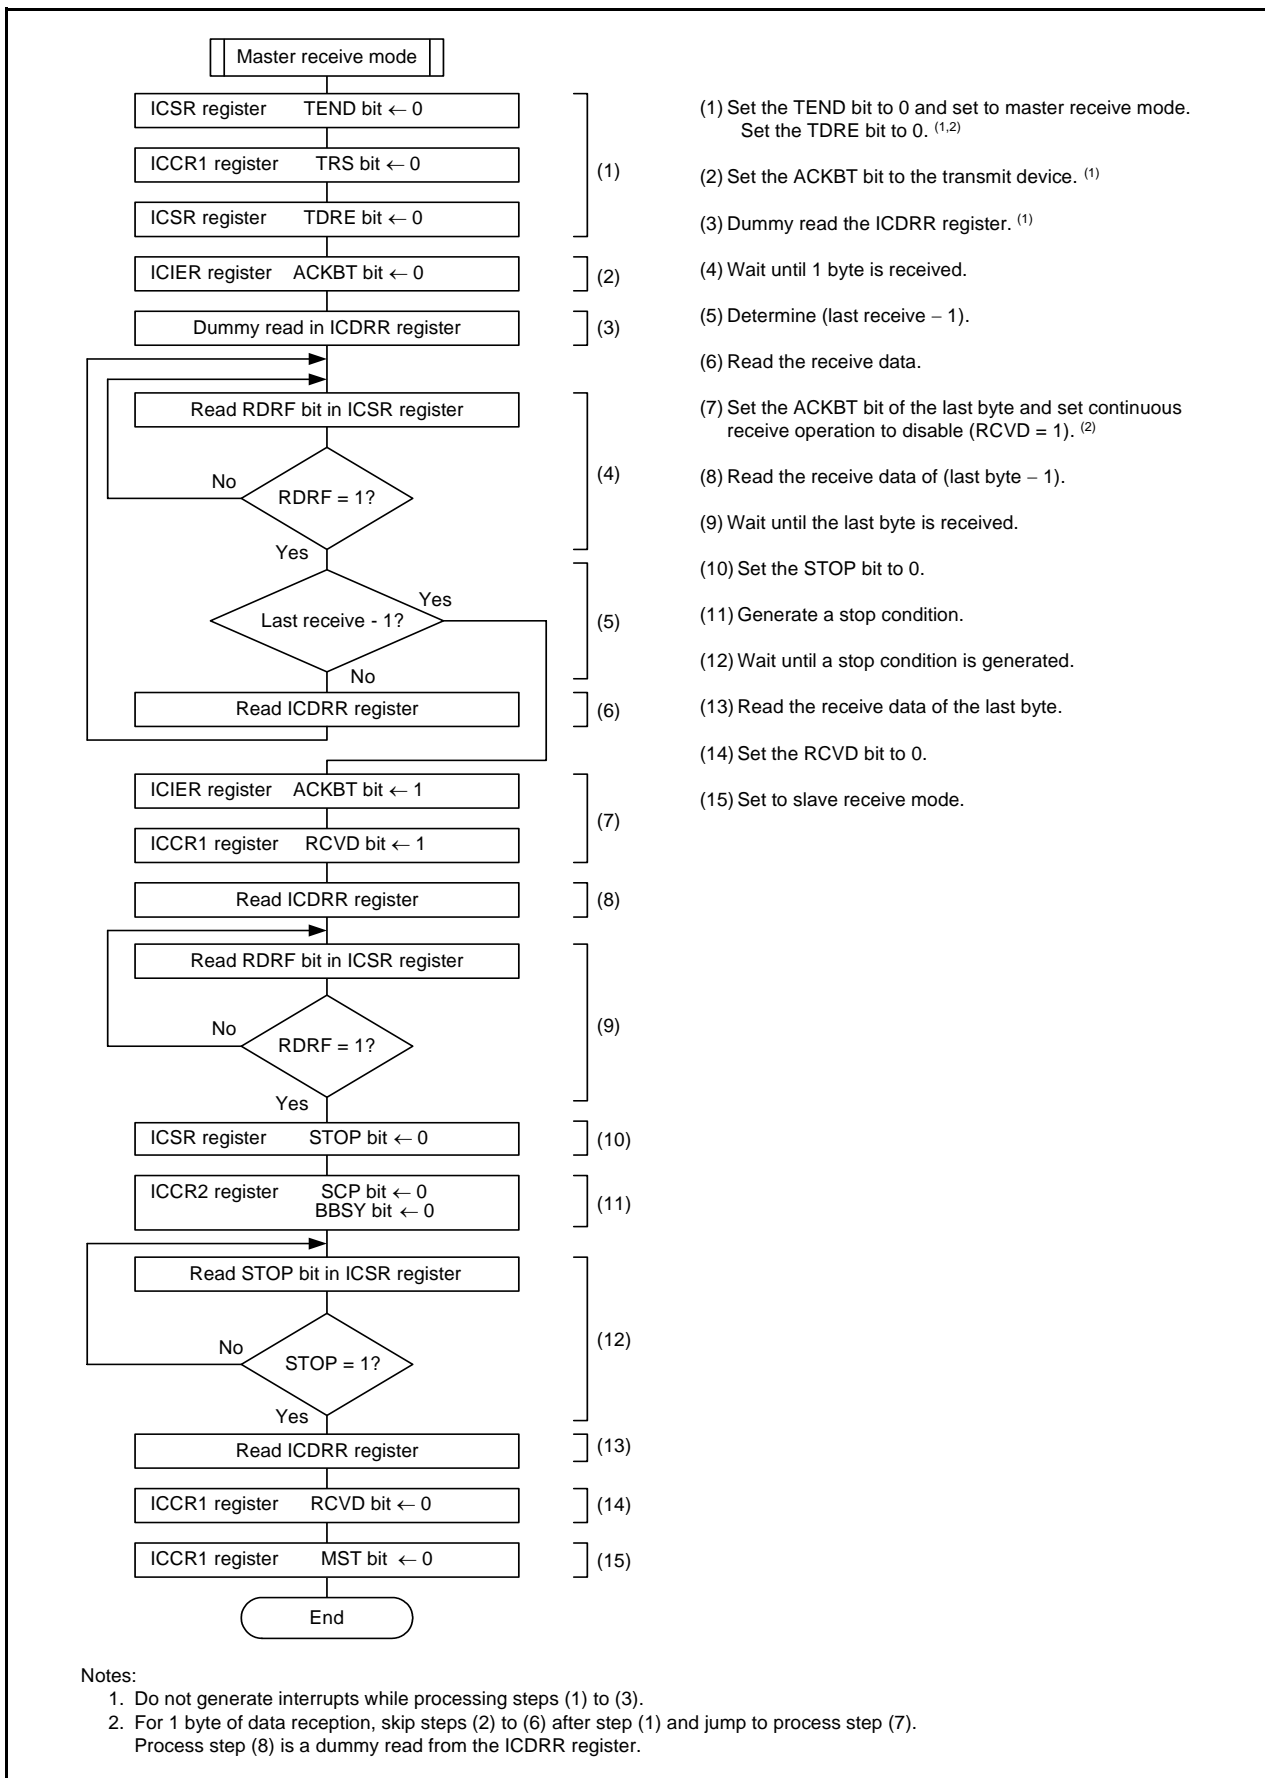 Master receive mode
ICSR register TEND bit ← 0
ICCR1 register TRS bit ← 0
ICSR register TDRE bit ← 0
(1)
ICIER register ACKBT bit ← 0
(2)
Dummy read in ICDRR register
(3)
Read RDRF bit in ICSR register
No
RDRF = 1?
(4)
Yes
Last receive - 1?
Yes
(5)
No
Read ICDRR register
(6)
ICIER register ACKBT bit ← 1
ICCR1 register RCVD bit ← 1
(7)
Read ICDRR register
(8)
Read RDRF bit in ICSR register
No
RDRF = 1?
(9)
Yes
ICSR register STOP bit ← 0
(10)
ICCR2 register SCP bit ← 0
BBSY bit ← 0
(11)
Read STOP bit in ICSR register
No
STOP = 1?
(12)
Yes
Read ICDRR register
(13)
ICCR1 register RCVD bit ← 0
(14)
ICCR1 register MST bit ← 0
(15)
End
(1) Set the TEND bit to 0 and set to master receive mode.
Set the TDRE bit to 0. (1,2)
(2) Set the ACKBT bit to the transmit device. (1)
(3) Dummy read the ICDRR register. (1)
(4) Wait until 1 byte is received.
(5) Determine (last receive − 1).
(6) Read the receive data.
(7) Set the ACKBT bit of the last byte and set continuous
receive operation to disable (RCVD = 1). (2)
(8) Read the receive data of (last byte − 1).
(9) Wait until the last byte is received.
(10) Set the STOP bit to 0.
(11) Generate a stop condition.
(12) Wait until a stop condition is generated.
(13) Read the receive data of the last byte.
(14) Set the RCVD bit to 0.
(15) Set to slave receive mode.
Notes:
1. Do not generate interrupts while processing steps (1) to (3).
2. For 1 byte of data reception, skip steps (2) to (6) after step (1) and jump to process step (7).
Process step (8) is a dummy read from the ICDRR register.